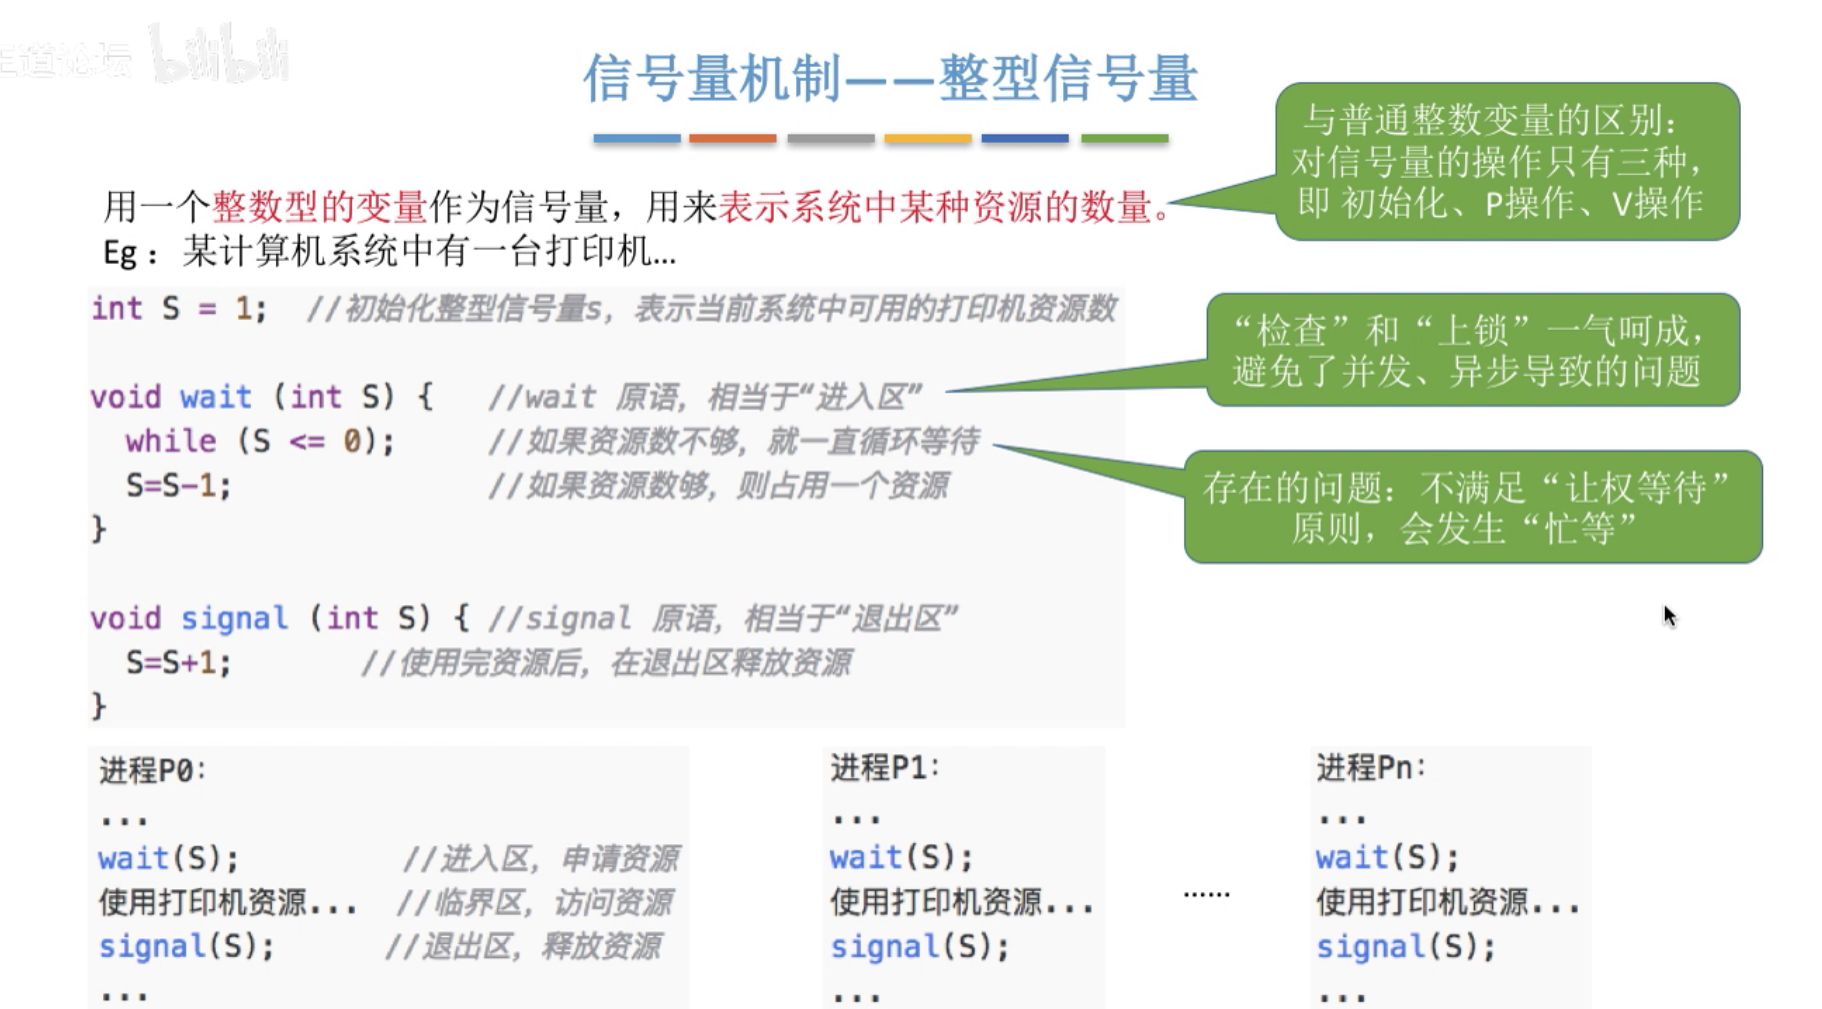 王道论坛 bilibili
信号量机制——整型信号量
与普通整数变量的区别：
对信号量的操作只有三种，
即 初始化、P操作、V操作
用一个整数型的变量作为信号量，用来表示系统中某种资源的数量。
Eg：某计算机系统中有一台打印机...
int S = 1;  //初始化整型信号量s，表示当前系统中可用的打印机资源数
“检查”和“上锁”一气呵成，
避免了并发、异步导致的问题
void wait (int S) {   //wait 原语，相当于“进入区”
while (S <= 0);     //如果资源数不够，就一直循环等待
S=S-1;              //如果资源数够，则占用一个资源
}
存在的问题：不满足“让权等待”
原则，会发生“忙等”
void signal (int S) { //signal 原语，相当于“退出区”
S=S+1;       //使用完资源后，在退出区释放资源
}
进程P0：
...
wait(S);         //进入区，申请资源
使用打印机资源...  //临界区，访问资源
signal(S);      //退出区，释放资源
...
进程P1：
...
wait(S);
使用打印机资源...
signal(S);
...
......
进程Pn：
...
wait(S);
使用打印机资源...
signal(S);
...